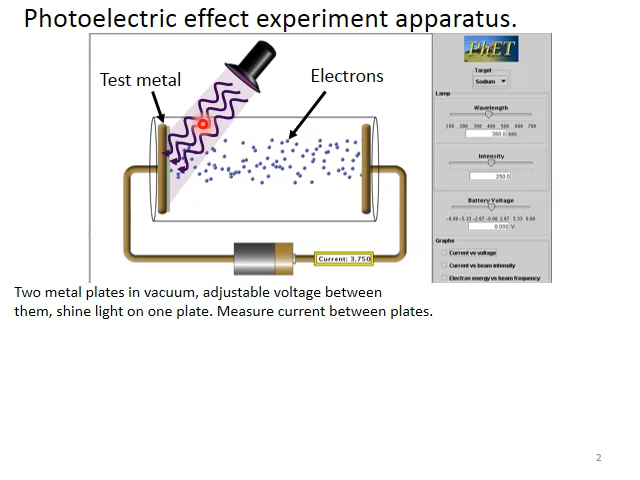 Photoelectric effect experiment apparatus.
Test metal
Electrons
Current: 3.750
PhET
Target
Sodium
Lamp
Wavelength
100 200 300 400 500 600 700
300.0 nm
Intensity
250.0
Battery Voltage
0.000 V
Graphs
Current vs voltage
Current vs beam intensity
Electron energy vs beam frequency
Two metal plates in vacuum, adjustable voltage between
them, shine light on one plate. Measure current between plates.
2